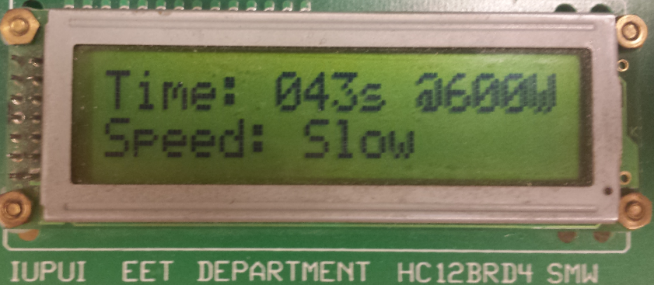 Time: 043s @600W
Speed: Slow
IUPUI EET DEPARTMENT HC12BRD4 SMW